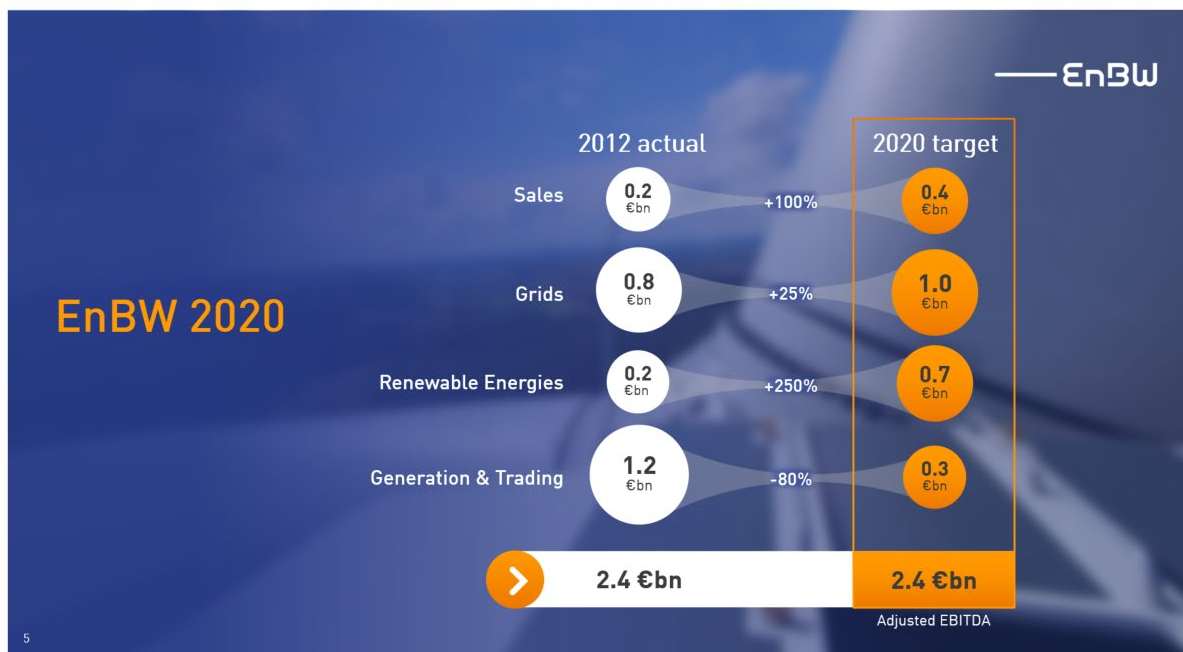 EnBW
2012 actual
2020 target
Sales
0.2
€bn
+100%
0.4
€bn
Grids
0.8
€bn
+25%
1.0
€bn
EnBW 2020
Renewable Energies
0.2
€bn
+250%
0.7
€bn
Generation & Trading
1.2
€bn
-80%
0.3
€bn
2.4 €bn
2.4 €bn
Adjusted EBITDA
5